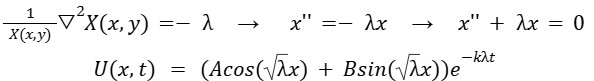 1/X(x,y) ∇²X(x,y) = − λ → x'' = − λx → x'' + λx = 0
U(x,t) = (Acos(√λx) + Bsin(√λx))e^{−kλt}